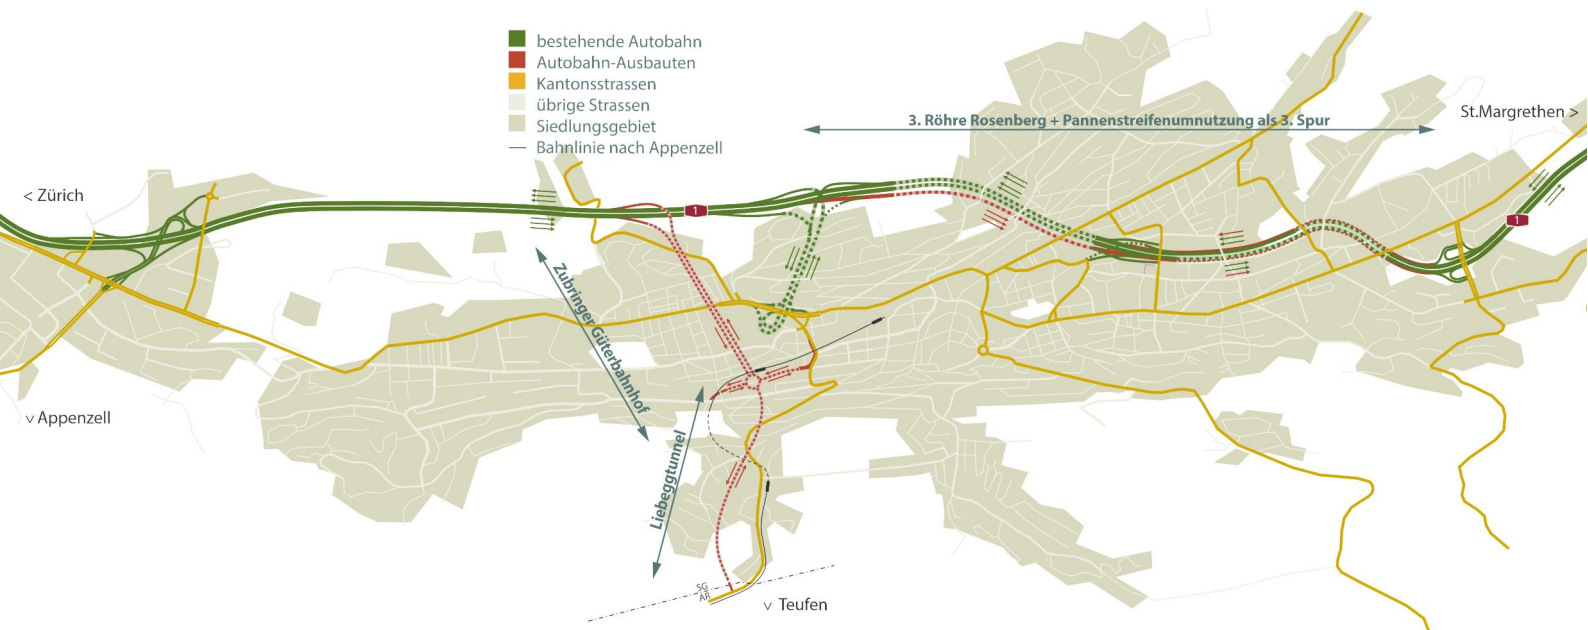 bestehende Autobahn
Autobahn-Ausbauten
Kantonsstrassen
übrige Strassen
Siedlungsgebiet
Bahnlinie nach Appenzell
3. Röhre Rosenberg + Pannenstreifenumnutzung als 3. Spur
St.Margrethen >
< Zürich
1
1
Zubringer Güterbahnhof
v Appenzell
Liebeggtunnel
SG
AR
v Teufen